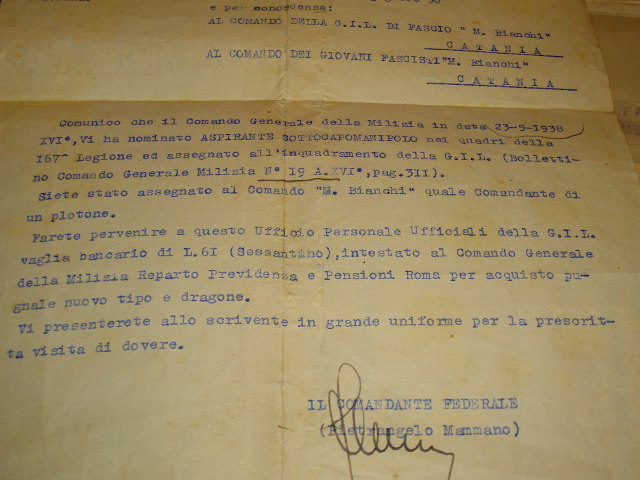 e per conoscenza:
AL COMANDO DELLA G.I.L. DI FASCIO " M. Bianchi"
CATANIA
AL COMANDO DEI GIOVANI FASCISTI "M. Bianchi"
CATANIA
Comunico che il Comando Generale della Milizia in data 23-5-1938
XVI°, Vi ha nominato ASPIRANTE SOTTOCAPOMANIPOLO nei quadri della
I67^ Legione ed assegnato all'inquadramento della G.I.L. (Bolletti-
no Comando Generale Milizia N° I9 A.XVI°,pag.3II).
Siete stato assegnato al Comando "M. Bianchi" quale Comandante di
un plotone.
Farete pervenire a questo Ufficio Personale Ufficiali della G.I.L.
vaglia bancario di L.6I (Sessantuno),intestato al Comando Generale
della Milizia Reparto Previdenza e Pensioni Roma per acquisto pu-
gnale nuovo tipo e dragone.
Vi presenterete allo scrivente in grande uniforme per la prescrit-
ta visita di dovere.
IL COMANDANTE FEDERALE
(Pietrangelo Mammano)